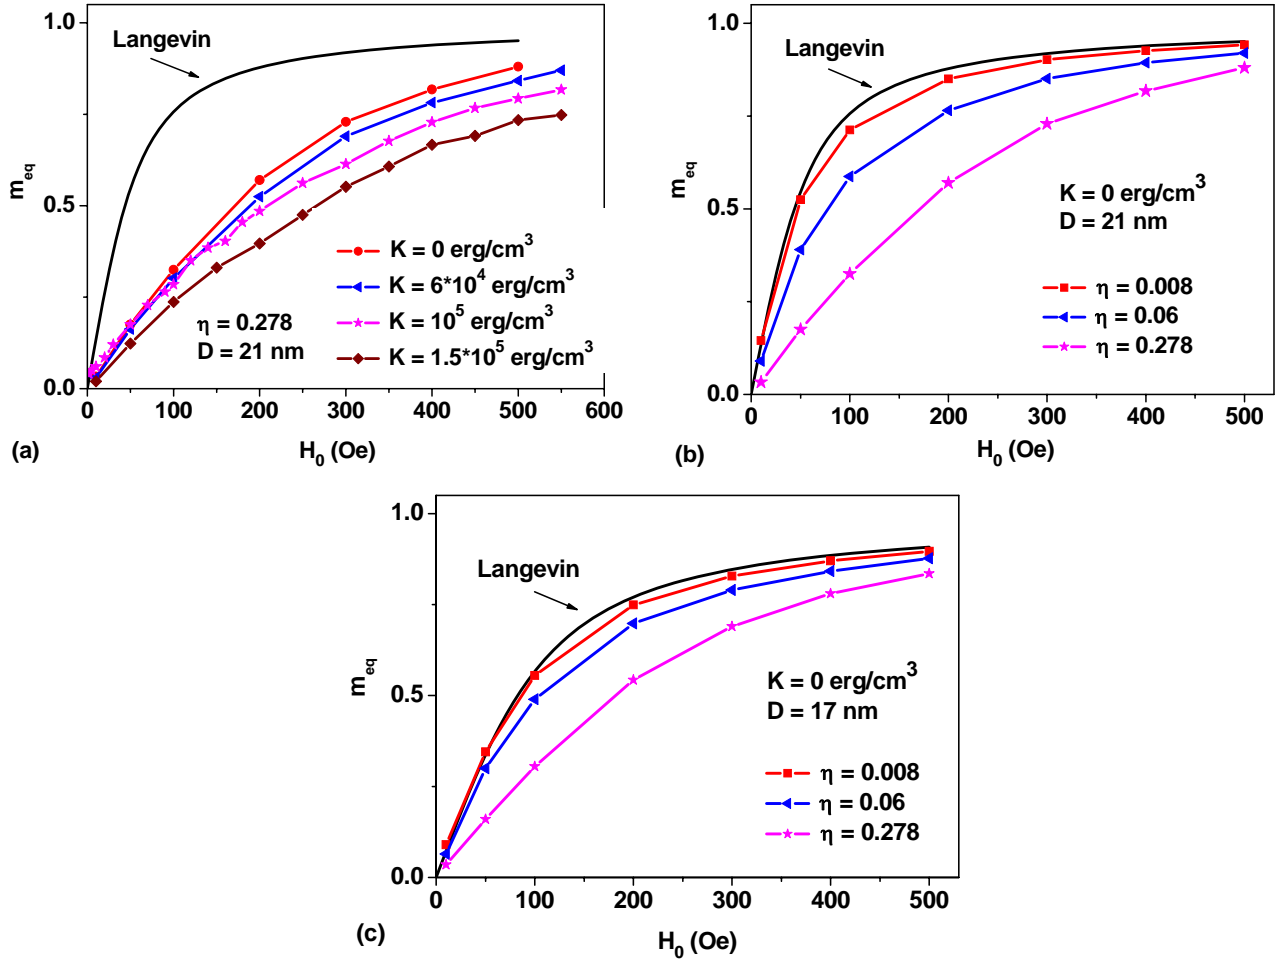 1.0
0.5
0.0
m_eq
Langevin
K = 0 erg/cm³
K = 6*10⁴ erg/cm³
K = 10⁵ erg/cm³
K = 1.5*10⁵ erg/cm³
η = 0.278
D = 21 nm
0 100 200 300 400 500 600
H₀ (Oe)
(a)
1.0
0.5
0.0
m_eq
Langevin
K = 0 erg/cm³
D = 21 nm
η = 0.008
η = 0.06
η = 0.278
0 100 200 300 400 500
H₀ (Oe)
(b)
1.0
0.5
0.0
m_eq
Langevin
K = 0 erg/cm³
D = 17 nm
η = 0.008
η = 0.06
η = 0.278
0 100 200 300 400 500
H₀ (Oe)
(c)